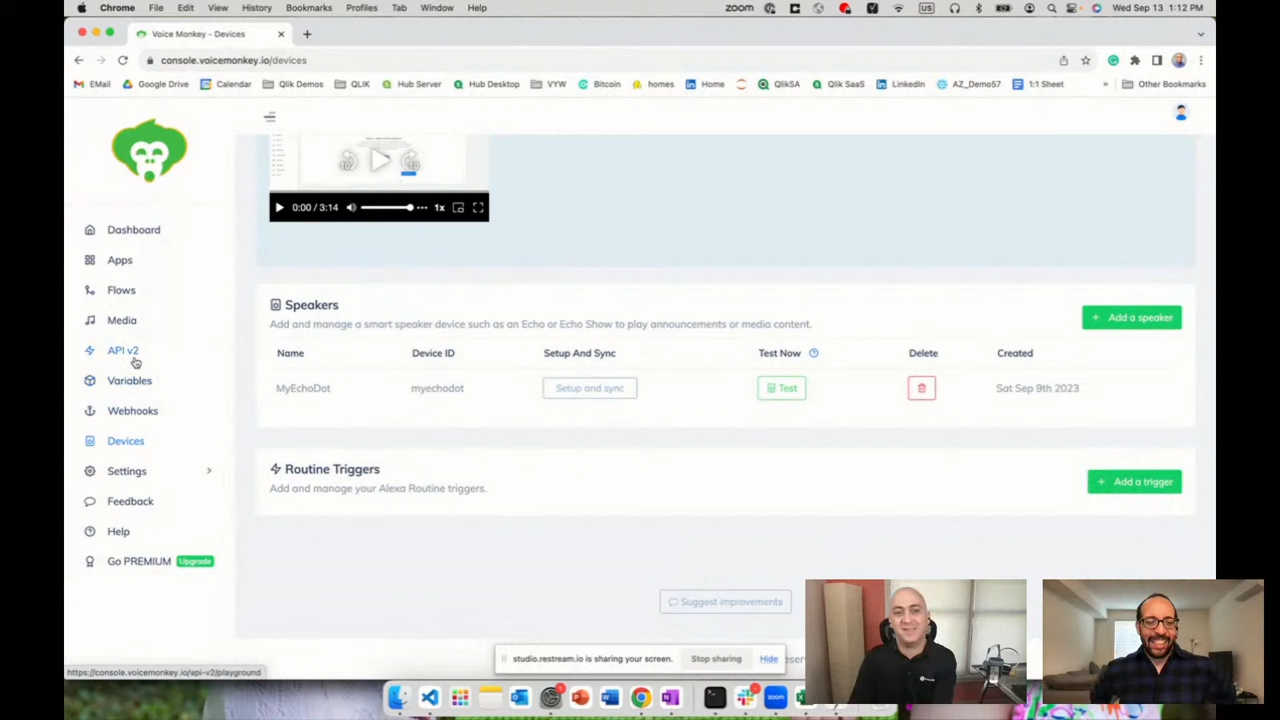 Chrome File Edit View History Bookmarks Profiles Tab Window Help zoom US Wed Sep 13 1:12 PM
Voice Monkey - Devices
console.voicemonkey.io/devices
EMail Google Drive Calendar Qlik Demos QLIK Hub Server Hub Desktop VYW Bitcoin homes Home QlikSA Qlik SaaS LinkedIn AZ_Demo57 1:1 Sheet » Other Bookmarks
10 10
0:00 / 3:14 1x
Dashboard
Apps
Flows
Media
API v2
Variables
Webhooks
Devices
Settings
Feedback
Help
Go PREMIUM Upgrade
Speakers
Add and manage a smart speaker device such as an Echo or Echo Show to play announcements or media content.
+ Add a speaker
Name Device ID Setup And Sync Test Now Delete Created
MyEchoDot myechodot Setup and sync Test Sat Sep 9th 2023
Routine Triggers
Add and manage your Alexa Routine triggers.
+ Add a trigger
Suggest improvements
studio.restream.io is sharing your screen. Stop sharing Hide
https://console.voicemonkey.io/api-v2/playground
zoom